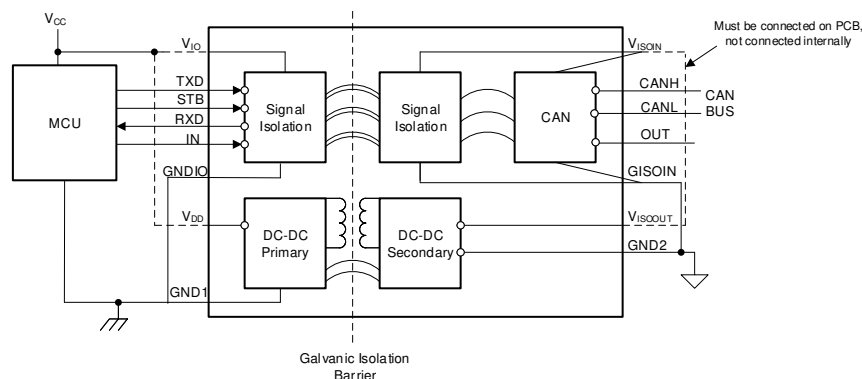 VCC
VIO
VISOIN
Must be connected on PCB,
not connected internally
MCU
TXD
STB
RXD
IN
Signal
Isolation
Signal
Isolation
CAN
CANH
CANL
CAN
BUS
OUT
GNDIO
GISOIN
VDD
DC-DC
Primary
DC-DC
Secondary
VISOOUT
GND2
GND1
Galvanic Isolation
Barrier